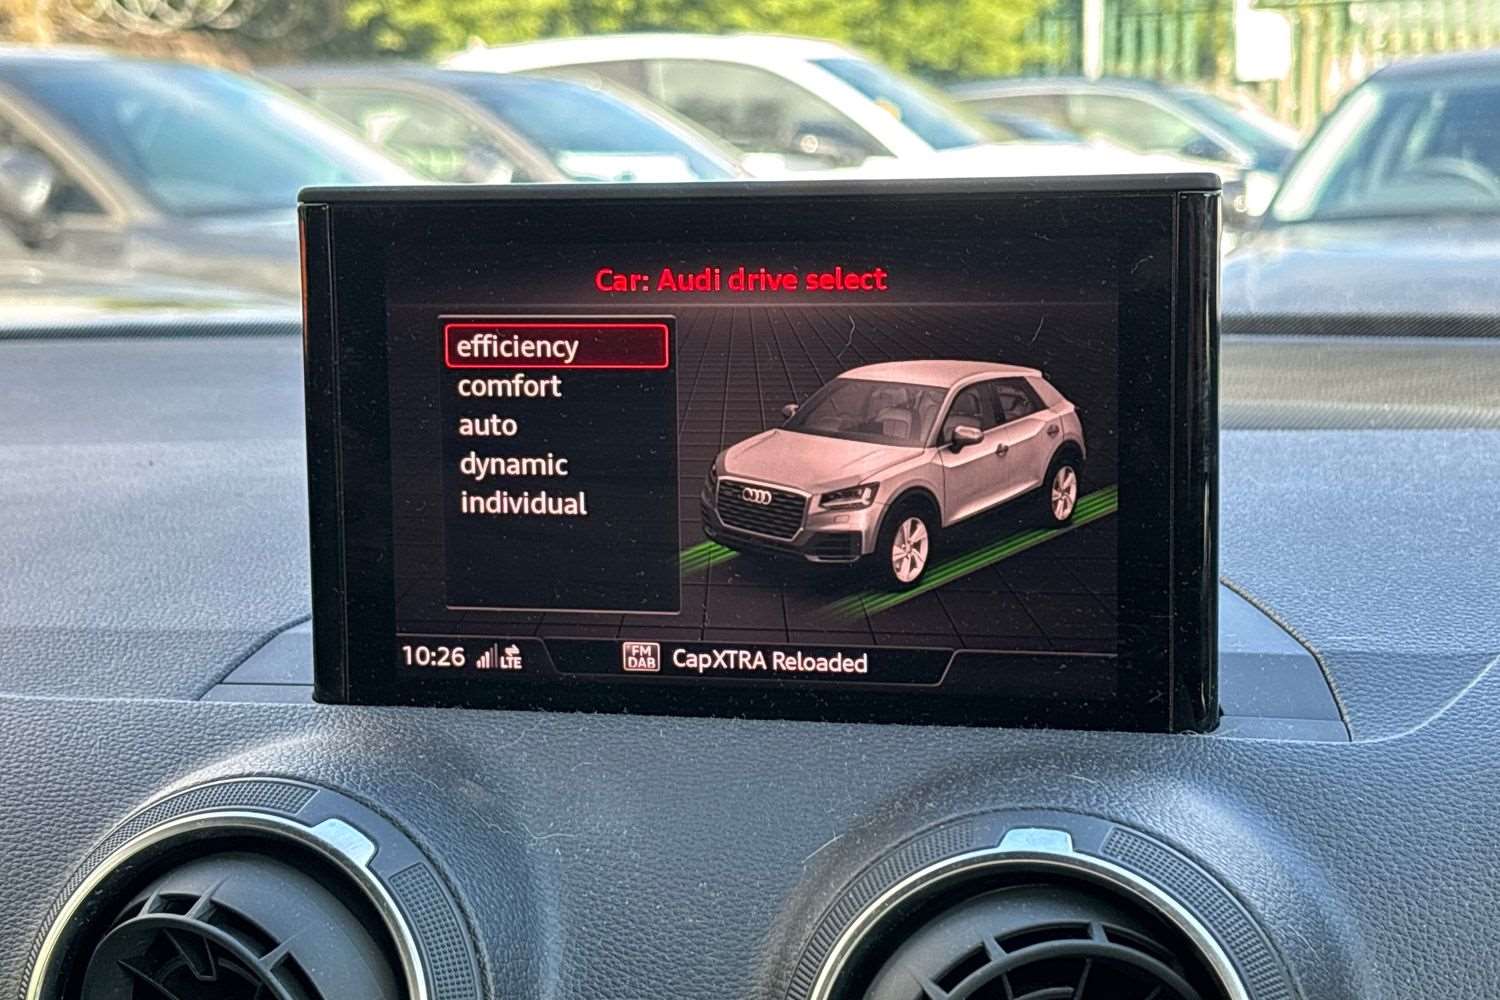 Car: Audi drive select
efficiency
comfort
auto
dynamic
individual
10:26
LTE
FM
DAB
CapXTRA Reloaded